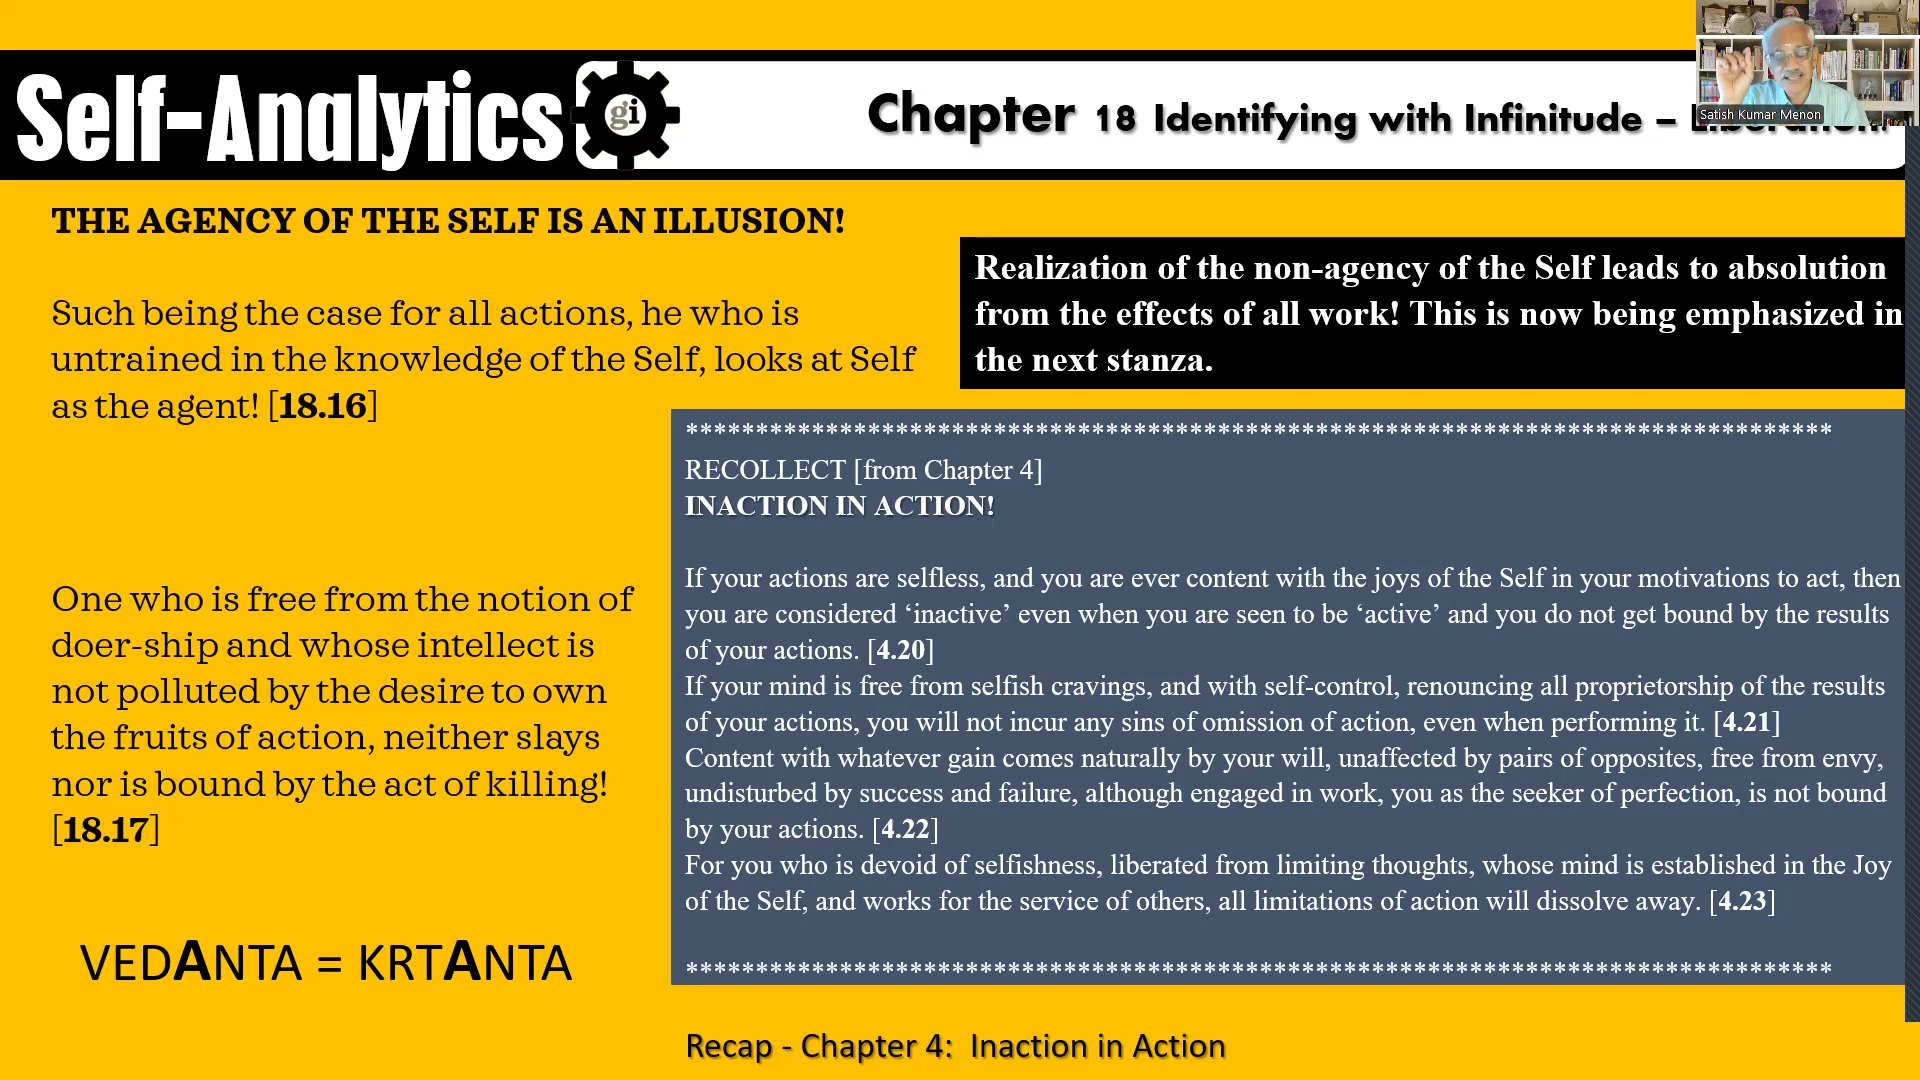 Self-Analytics
gi
Chapter 18 Identifying with Infinitude –
Satish Kumar Menon
THE AGENCY OF THE SELF IS AN ILLUSION!
Such being the case for all actions, he who is
untrained in the knowledge of the Self, looks at Self
as the agent! [18.16]
Realization of the non-agency of the Self leads to absolution
from the effects of all work! This is now being emphasized in
the next stanza.
One who is free from the notion of
doer-ship and whose intellect is
not polluted by the desire to own
the fruits of action, neither slays
nor is bound by the act of killing!
[18.17]
VEDANTA = KRTANTA
**********************************************************************************
RECOLLECT [from Chapter 4]
INACTION IN ACTION!
If your actions are selfless, and you are ever content with the joys of the Self in your motivations to act, then
you are considered ‘inactive’ even when you are seen to be ‘active’ and you do not get bound by the results
of your actions. [4.20]
If your mind is free from selfish cravings, and with self-control, renouncing all proprietorship of the results
of your actions, you will not incur any sins of omission of action, even when performing it. [4.21]
Content with whatever gain comes naturally by your will, unaffected by pairs of opposites, free from envy,
undisturbed by success and failure, although engaged in work, you as the seeker of perfection, is not bound
by your actions. [4.22]
For you who is devoid of selfishness, liberated from limiting thoughts, whose mind is established in the Joy
of the Self, and works for the service of others, all limitations of action will dissolve away. [4.23]
**********************************************************************************
Recap - Chapter 4:  Inaction in Action